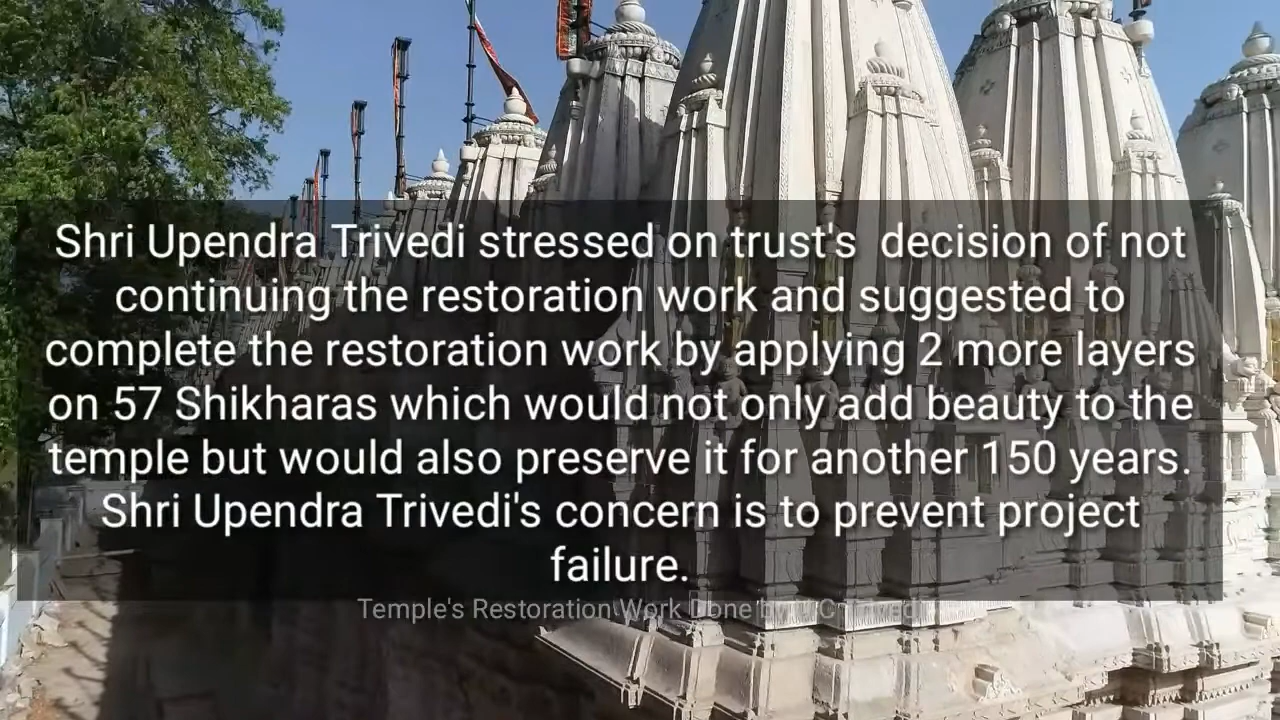 Shri Upendra Trivedi stressed on trust's  decision of not
continuing the restoration work and suggested to
complete the restoration work by applying 2 more layers
on 57 Shikharas which would not only add beauty to the
temple but would also preserve it for another 150 years.
Shri Upendra Trivedi's concern is to prevent project
failure.
Temple's Restoration Work Done by